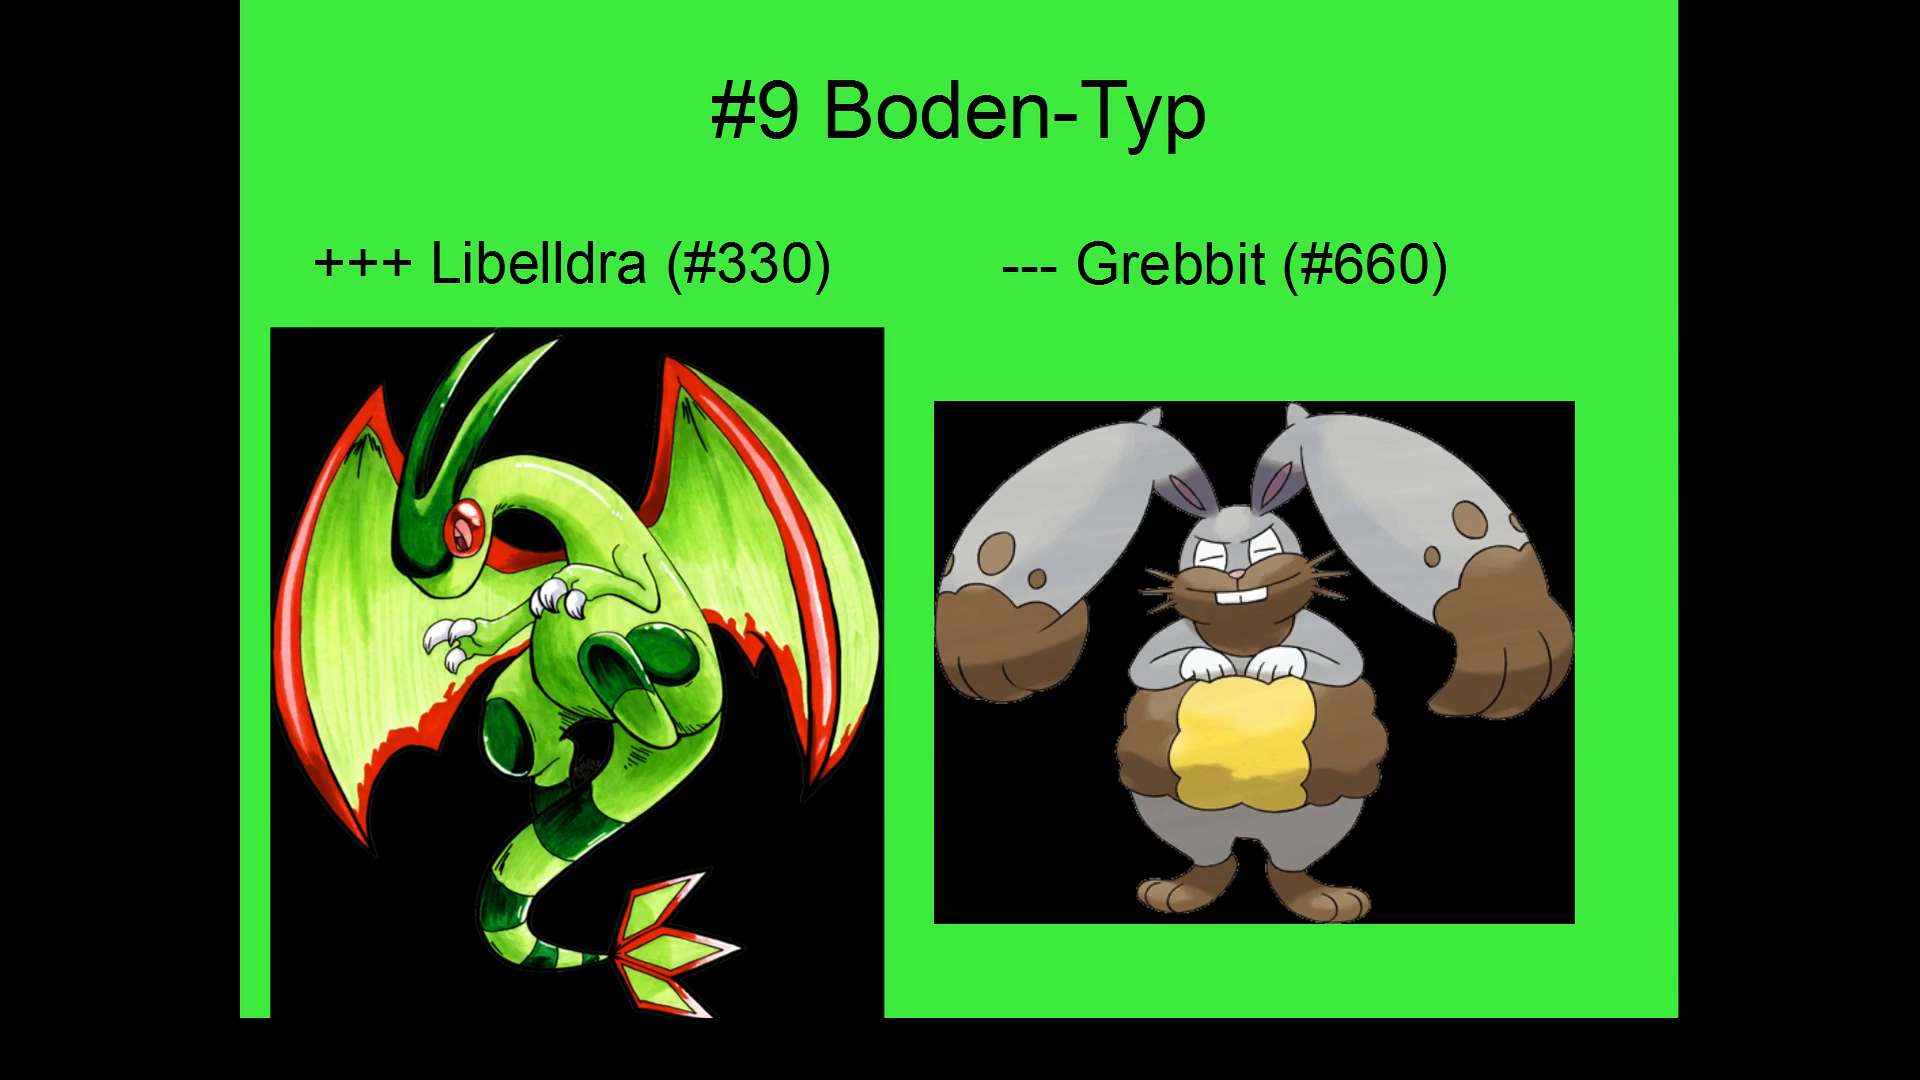 #9 Boden-Typ
+++ Libelldra (#330)
--- Grebbit (#660)